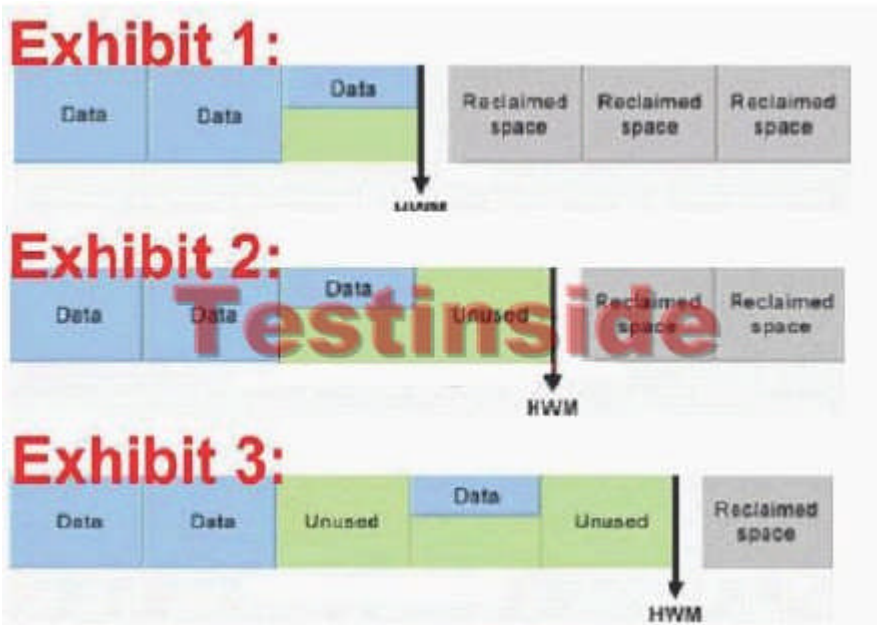 Exhibit 1:
Data Data Data Reclaimed space Reclaimed space Reclaimed space
Exhibit 2:
Data Data Data Unused Reclaimed space Reclaimed space
HWM
Testinside
Exhibit 3:
Data Data Unused Data Unused Reclaimed space
HWM